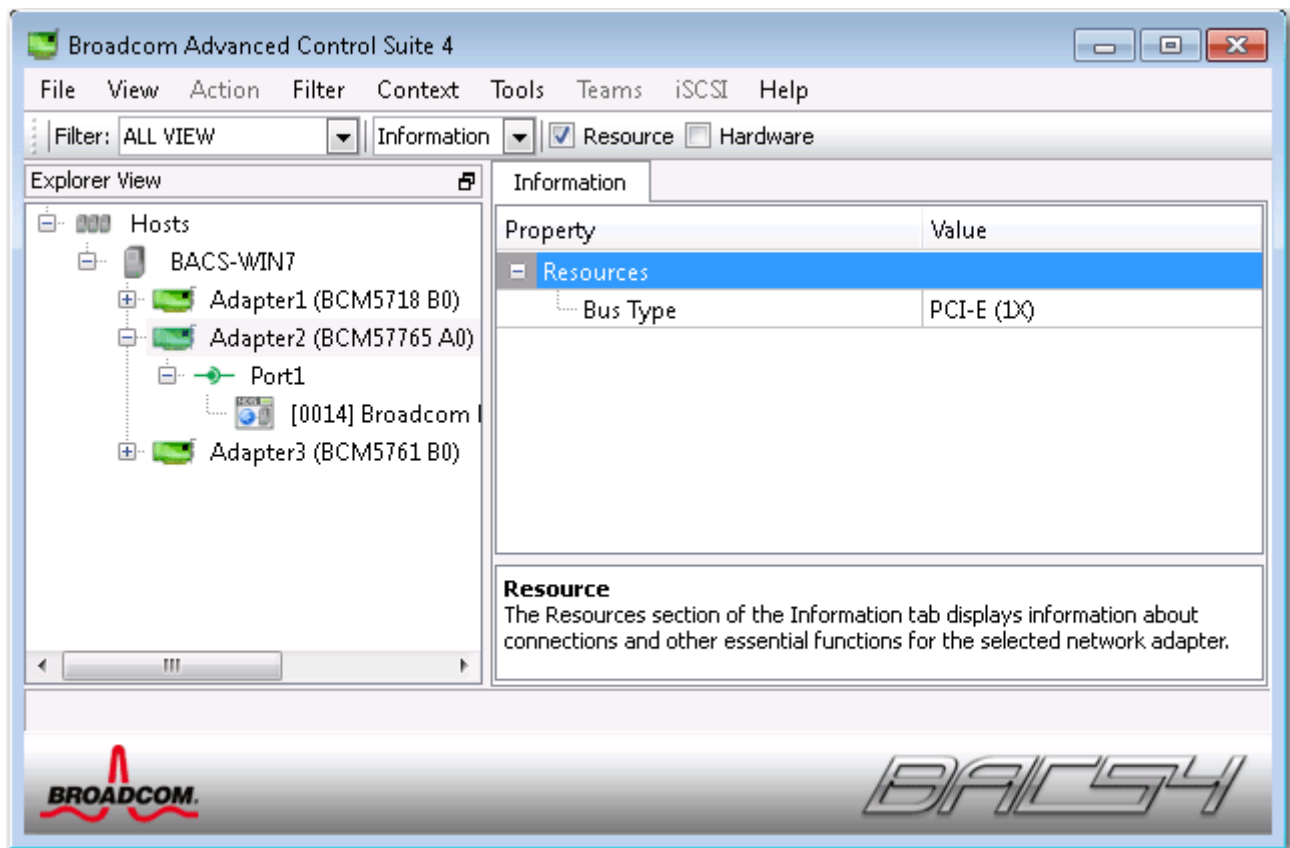 Broadcom Advanced Control Suite 4
File View Action Filter Context Tools Teams iSCSI Help
Filter: ALL VIEW Information Resource Hardware
Explorer View
Hosts
BACS-WIN7
Adapter1 (BCM5718 B0)
Adapter2 (BCM57765 A0)
Port1
[0014] Broadcom
Adapter3 (BCM5761 B0)
Information
Property Value
Resources
Bus Type PCI-E (1X)
Resource
The Resources section of the Information tab displays information about
connections and other essential functions for the selected network adapter.
BROADCOM.
BACS4